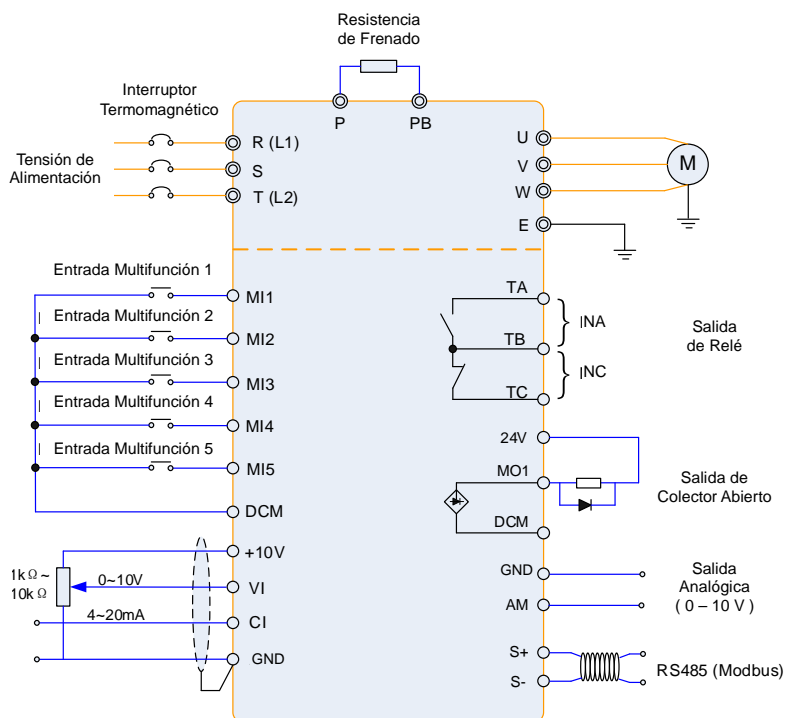 Resistencia
de Frenado
Interruptor
Termomagnético
P
PB
R (L1)
S
T (L2)
Tensión de
Alimentación
U
V
W
E
M
Entrada Multifunción 1
MI1
Entrada Multifunción 2
MI2
Entrada Multifunción 3
MI3
Entrada Multifunción 4
MI4
Entrada Multifunción 5
MI5
DCM
TA
NA
TB
NC
TC
Salida
de Relé
24V
MO1
DCM
Salida de
Colector Abierto
+10V
1kΩ ~
10kΩ
0~10V
VI
4~20mA
CI
GND
GND
AM
Salida
Analógica
( 0 – 10 V )
S+
S-
RS485 (Modbus)